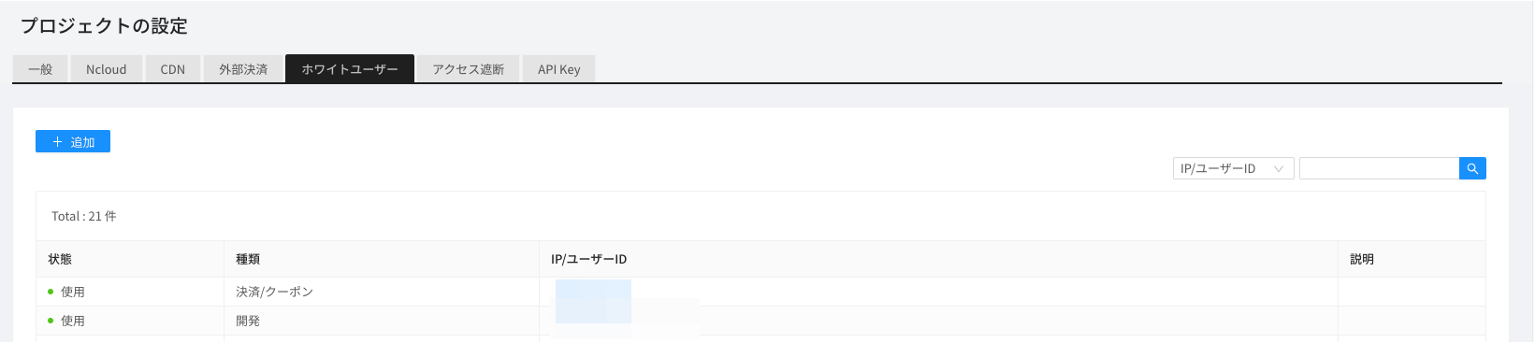 プロジェクトの設定
一般 Ncloud CDN 外部決済 ホワイトユーザー アクセス遮断 API Key
+ 追加
IP/ユーザーID
Total : 21 件
状態 種類 IP/ユーザーID 説明
使用 決済/クーポン
使用 開発